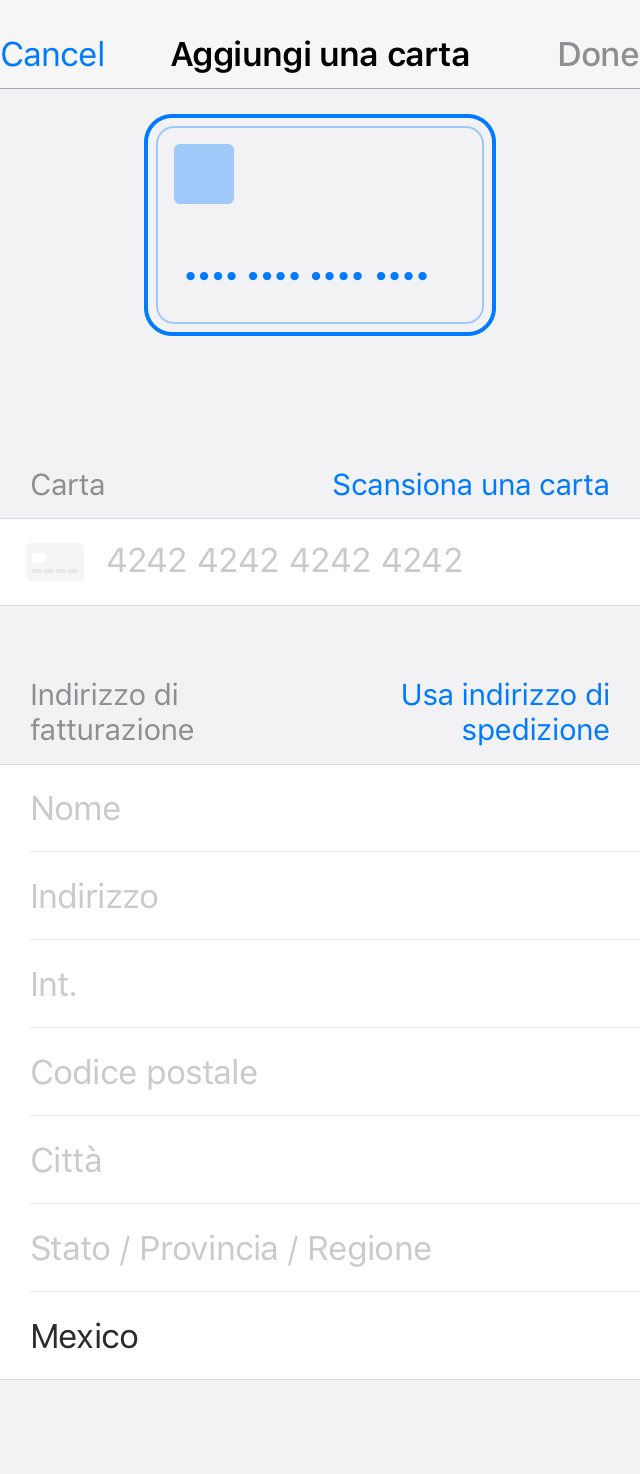 Cancel Aggiungi una carta Done
•••• •••• •••• ••••
Carta Scansiona una carta
4242 4242 4242 4242
Indirizzo di Usa indirizzo di
fatturazione spedizione
Nome
Indirizzo
Int.
Codice postale
Città
Stato / Provincia / Regione
Mexico